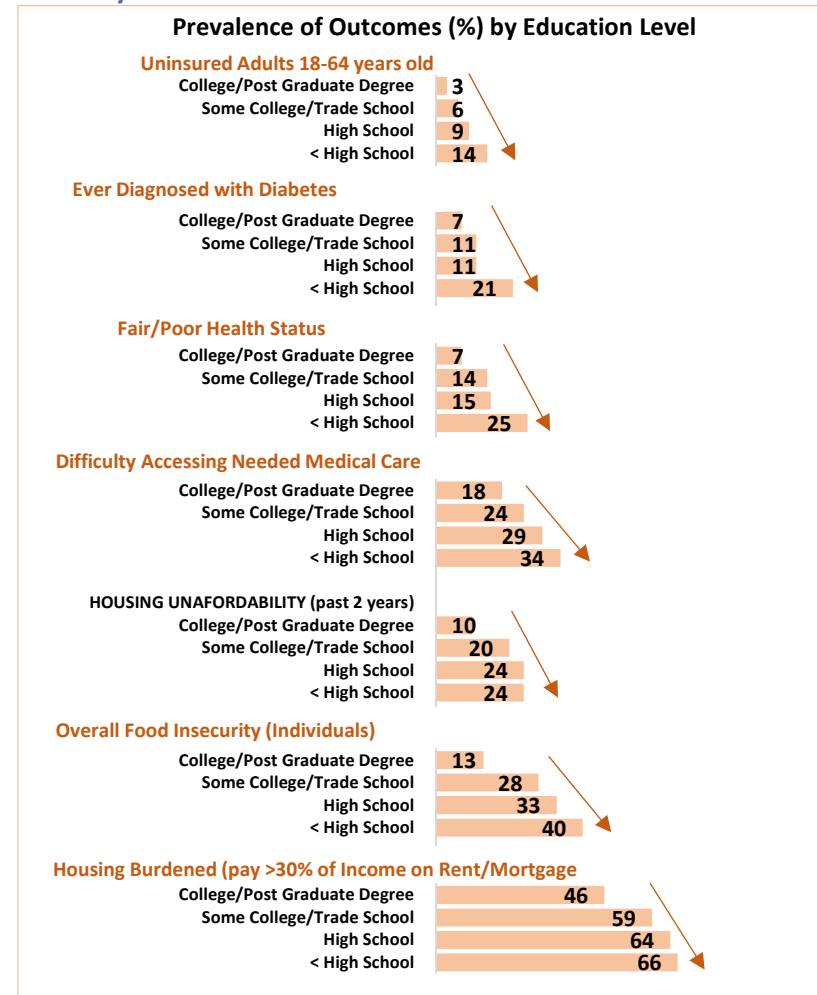 Prevalence of Outcomes (%) by Education Level
Uninsured Adults 18-64 years old
College/Post Graduate Degree 3
Some College/Trade School 6
High School 9
< High School 14
Ever Diagnosed with Diabetes
College/Post Graduate Degree 7
Some College/Trade School 11
High School 11
< High School 21
Fair/Poor Health Status
College/Post Graduate Degree 7
Some College/Trade School 14
High School 15
< High School 25
Difficulty Accessing Needed Medical Care
College/Post Graduate Degree 18
Some College/Trade School 24
High School 29
< High School 34
HOUSING UNAFORDABILITY (past 2 years)
College/Post Graduate Degree 10
Some College/Trade School 20
High School 24
< High School 24
Overall Food Insecurity (Individuals)
College/Post Graduate Degree 13
Some College/Trade School 28
High School 33
< High School 40
Housing Burdened (pay >30% of Income on Rent/Mortgage
College/Post Graduate Degree 46
Some College/Trade School 59
High School 64
< High School 66